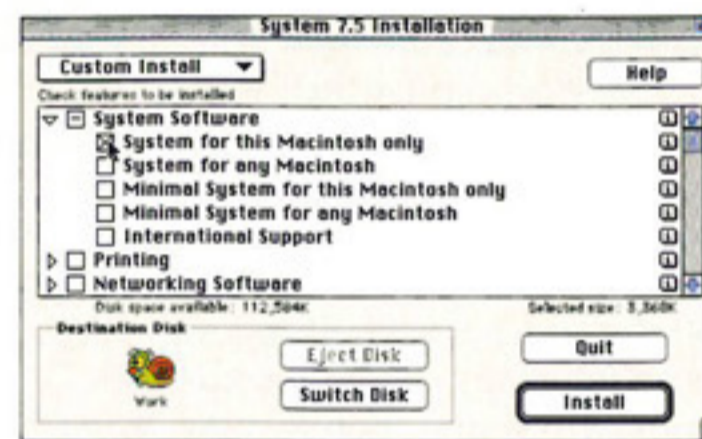 System 7.5 Installation
Custom Install
Help
Check features to be installed
System Software
System for this Macintosh only
System for any Macintosh
Minimal System for this Macintosh only
Minimal System for any Macintosh
International Support
Printing
Networking Software
Disk space available: 112,584K
Selected size: 3,368K
Destination Disk
Eject Disk
Quit
Work
Switch Disk
Install